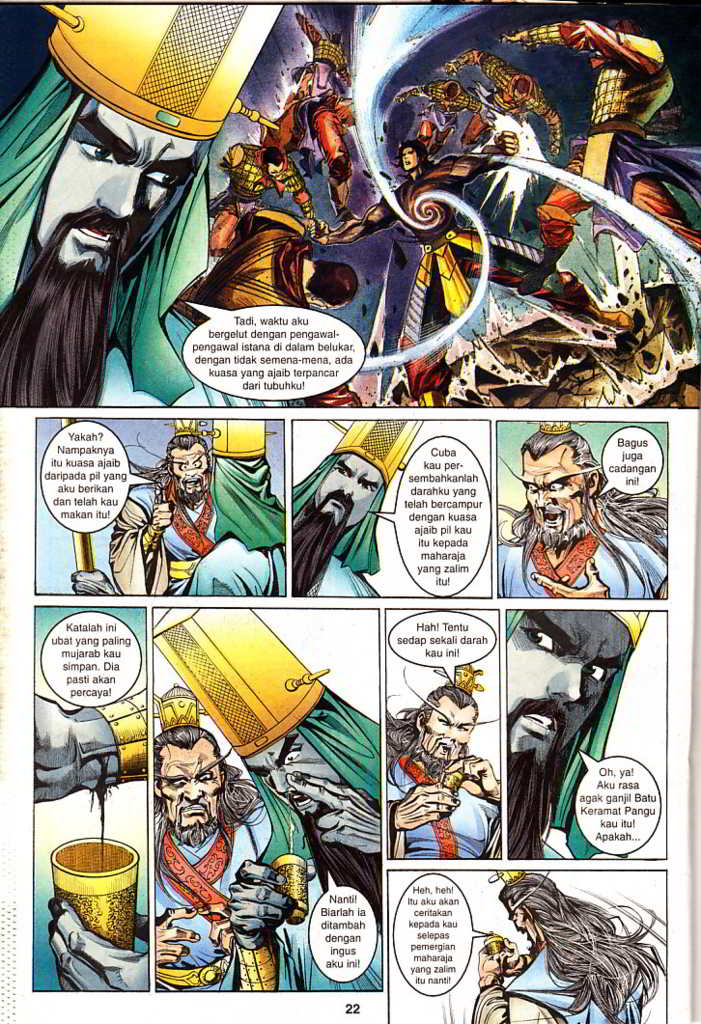 Tadi, waktu aku
bergelut dengan pengawal-
pengawal istana di dalam belukar,
dengan tidak semena-mena, ada
kuasa yang ajaib terpancar
dari tubuhku!
Yakah?
Nampaknya
itu kuasa ajaib
daripada pil yang
aku berikan
dan telah kau
makan itu!
Cuba
kau per-
sembahkanlah
darahku yang
telah bercampur
dengan kuasa
ajaib pil kau
itu kepada
maharaja
yang zalim
itu!
Bagus
juga
cadangan
ini!
Katalah ini
ubat yang paling
mujarab kau
simpan. Dia
pasti akan
percaya!
Nanti!
Biarlah ia
ditambah
dengan
ingus
aku ini!
Hah! Tentu
sedap sekali darah
kau ini!
Oh, ya!
Aku rasa
agak ganjil Batu
Keramat Pangu
kau itu!
Apakah...
Heh, heh!
Itu aku akan
ceritakan
kepada kau
selepas
pemergian
maharaja
yang zalim
itu nanti!
22